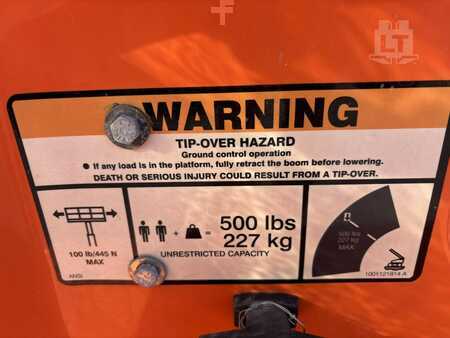 LT
WARNING
TIP-OVER HAZARD
Ground control operation
• If any load is in the platform, fully retract the boom before lowering.
DEATH OR SERIOUS INJURY COULD RESULT FROM A TIP-OVER.
100 lb/445 N
MAX
ANSI
+ =
500 lbs
227 kg
UNRESTRICTED CAPACITY
500 lbs
227 kg
MAX
1001121814 A